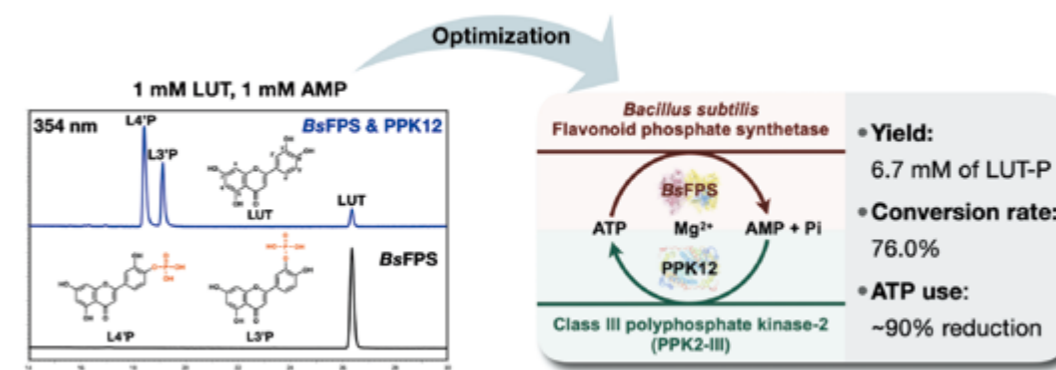 Optimization
1 mM LUT, 1 mM AMP
354 nm
L4'P
L3'P
BsFPS & PPK12
LUT
LUT
BsFPS
L4'P
L3'P
Bacillus subtilis
Flavonoid phosphate synthetase
BsFPS
ATP
Mg²⁺
AMP + Pi
PPK12
Class III polyphosphate kinase-2
(PPK2-III)
• Yield:
6.7 mM of LUT-P
• Conversion rate:
76.0%
• ATP use:
~90% reduction